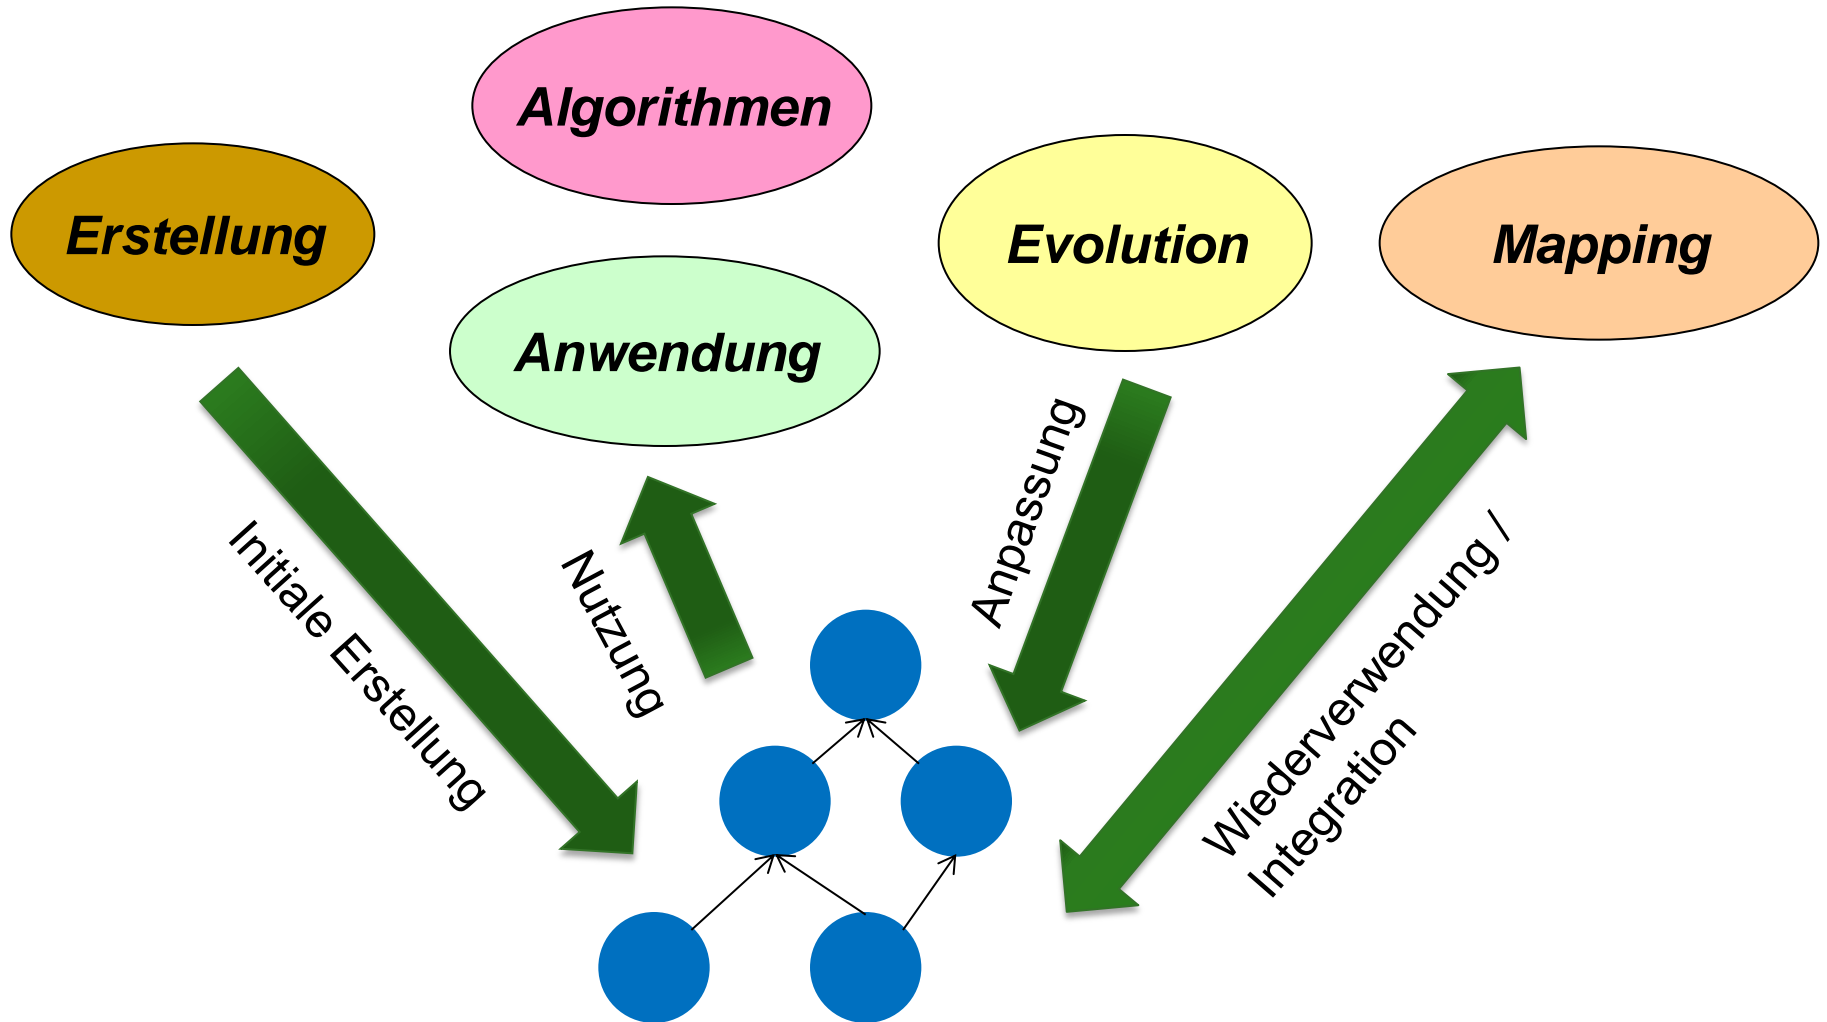 Algorithmen
Erstellung
Evolution
Mapping
Anwendung
Initiale Erstellung
Nutzung
Anpassung
Wiederverwendung /
Integration